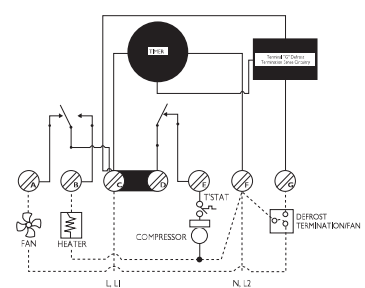 TIMER
Terminal "G" Defrost
Termination Sense Circuitry
A B C D E F G
T'STAT
FAN
HEATER
COMPRESSOR
DEFROST
TERMINATION/FAN
L, L1
N, L2